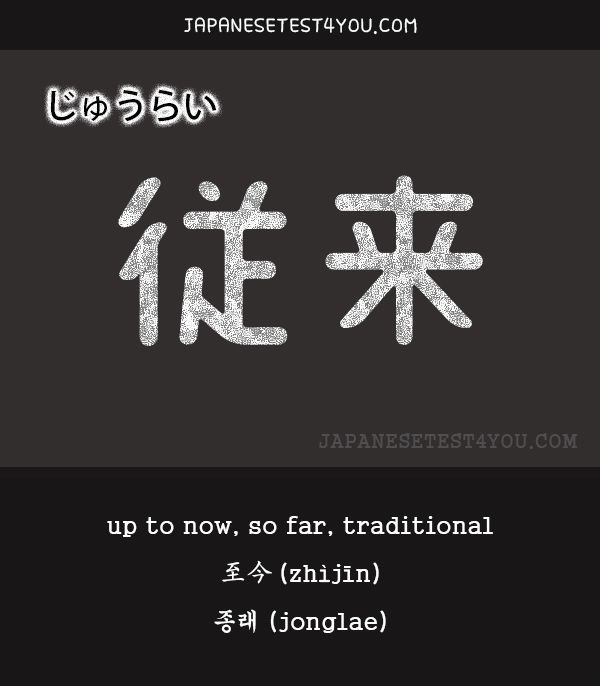 JAPANESETEST4YOU.COM
じゅうらい
従来
JAPANESETEST4YOU.COM
up to now, so far, traditional
至今 (zhìjīn)
종래 (jonglae)